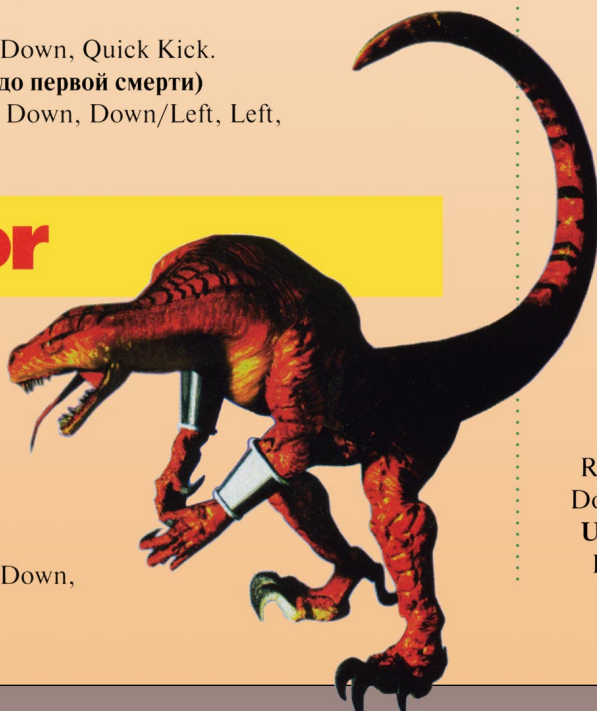 Down, Quick Kick.
до первой смерти)
Down, Down/Left, Left,
or
Down,
R
Do
U